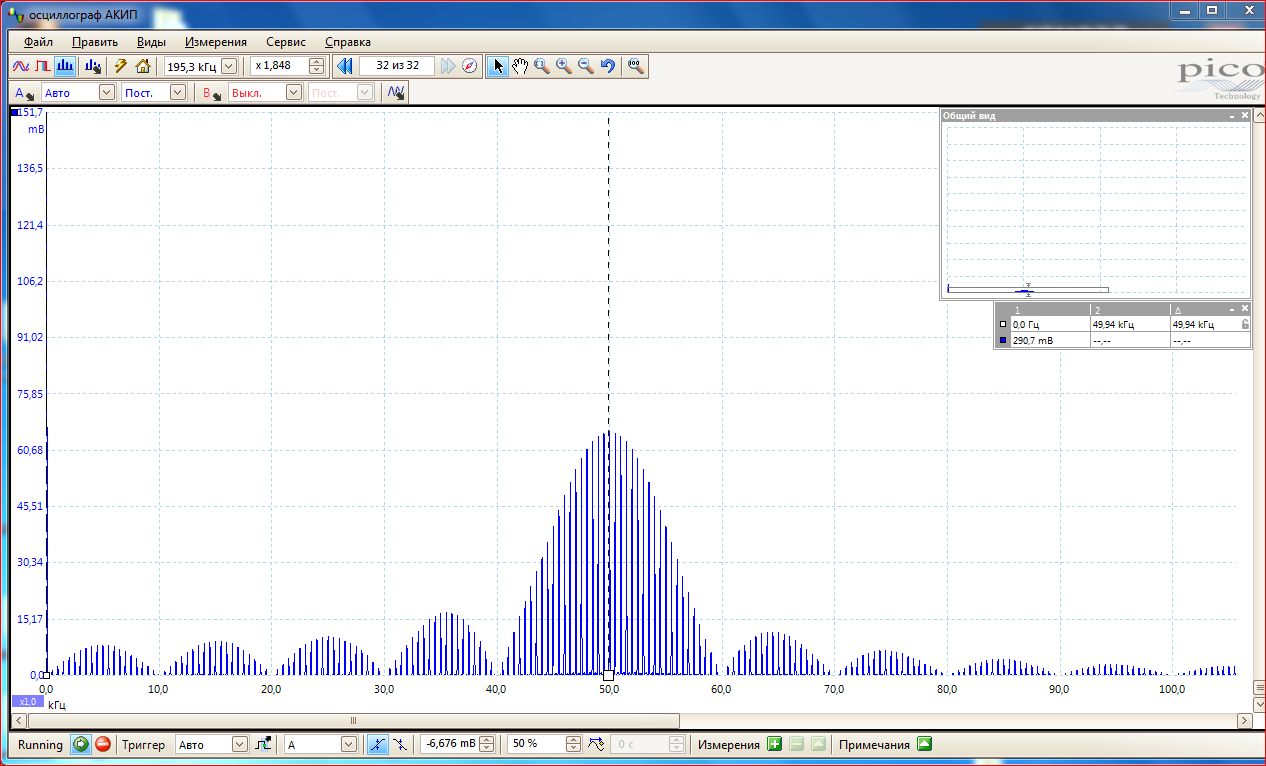 осциллограф АКИП
Файл Править Виды Измерения Сервис Справка
195,3 кГц x 1,848 32 из 32
pico
Technology
A Авто Пост. B Выкл. Пост.
151,7
mB
136,5
121,4
106,2
91,02
75,85
60,68
45,51
30,34
15,17
0,0
Общий вид
1 2 Δ
0,0 Гц 49,94 кГц 49,94 кГц
290,7 mB --,-- --,--
0,0 10,0 20,0 30,0 40,0 50,0 60,0 70,0 80,0 90,0 100,0
x1,0 кГц
Running Триггер Авто A -6,676 mB 50 % 0 с Измерения Примечания